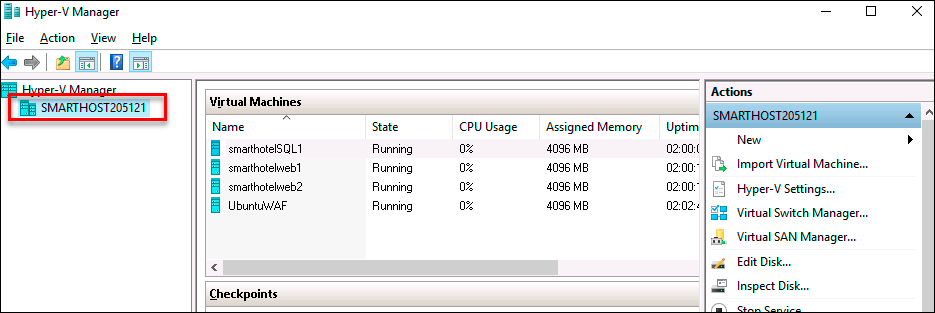 Hyper-V Manager
File Action View Help
Hyper-V Manager
SMARTHOST205121
Virtual Machines
Name State CPU Usage Assigned Memory Uptim
smarthotelSQL1 Running 0% 4096 MB 02:00:0
smarthotelweb1 Running 0% 4096 MB 02:00:1
smarthotelweb2 Running 0% 4096 MB 02:00:1
UbuntuWAF Running 0% 4096 MB 02:02:4
Checkpoints
Actions
SMARTHOST205121
New
Import Virtual Machine...
Hyper-V Settings...
Virtual Switch Manager...
Virtual SAN Manager...
Edit Disk...
Inspect Disk...
Stop Service